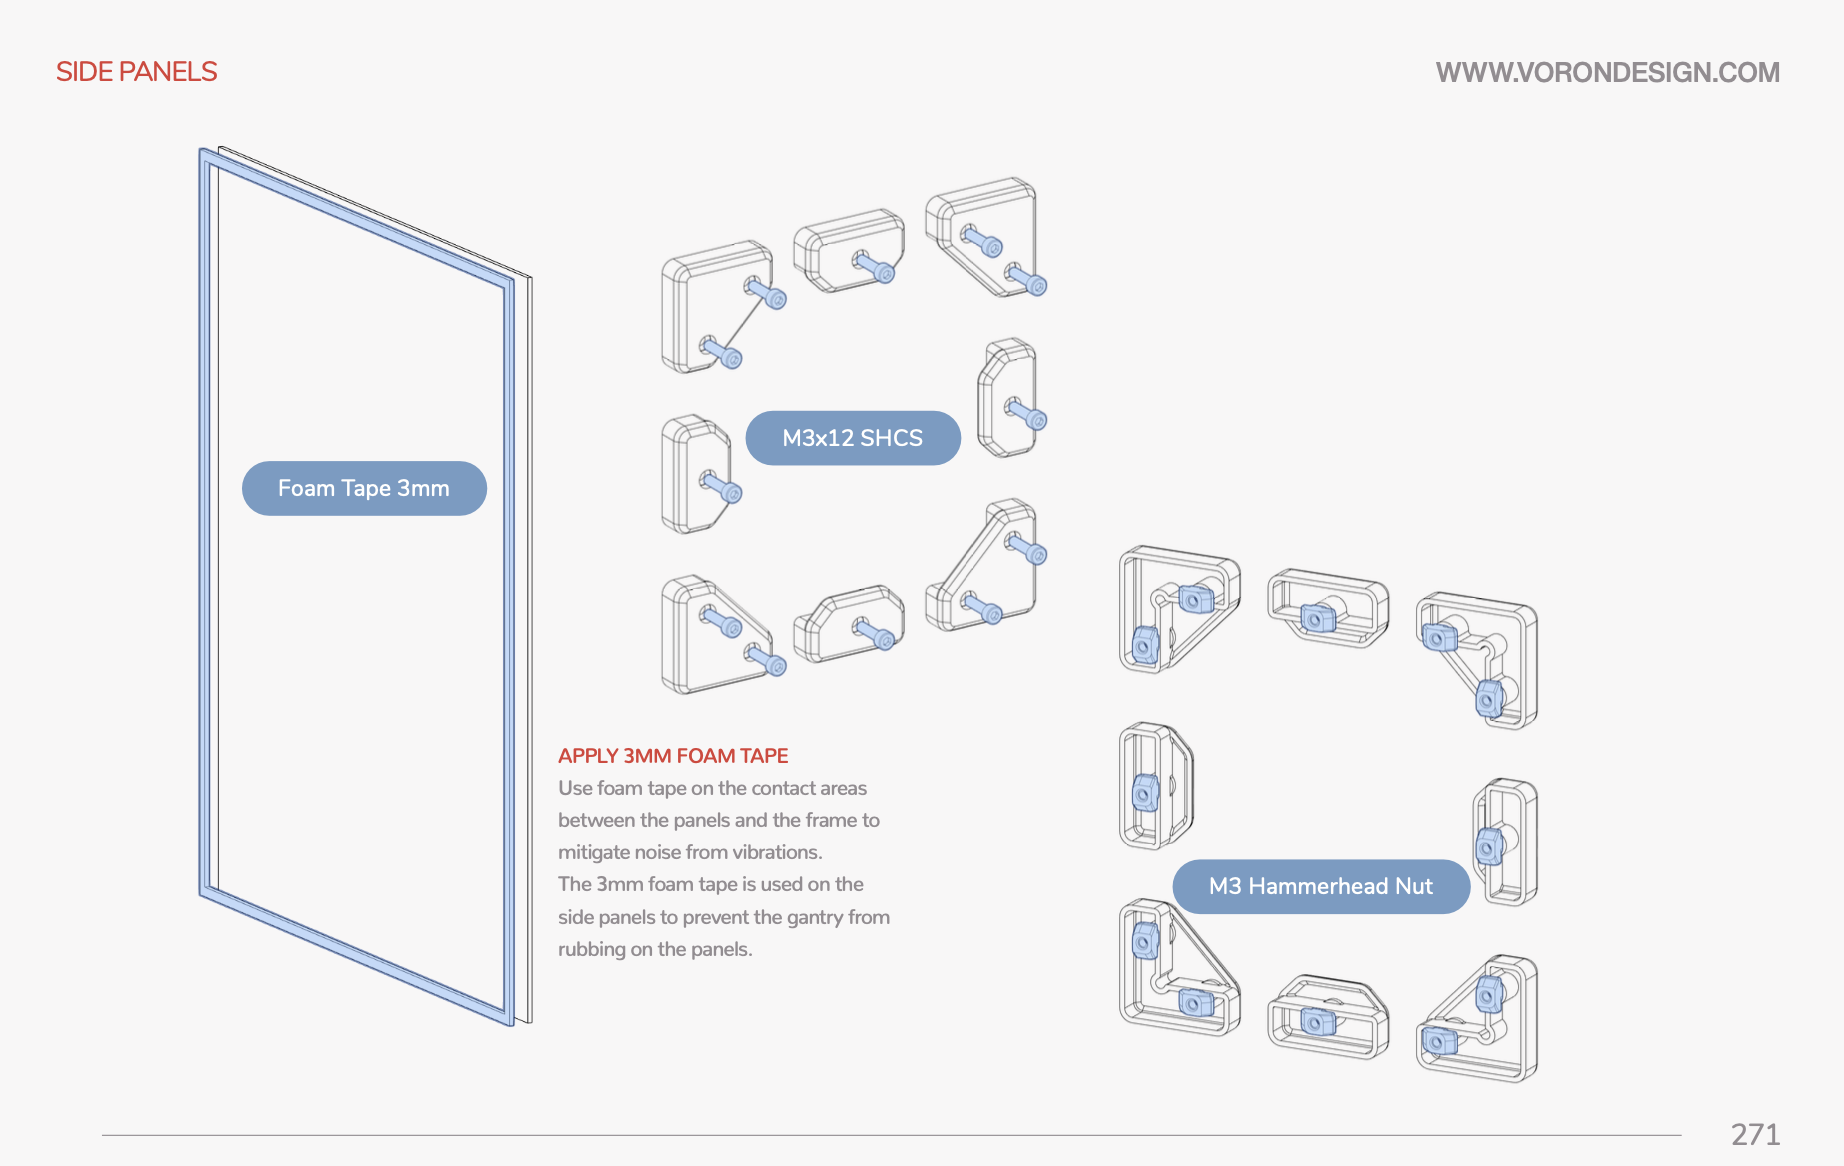 SIDE PANELS
WWW.VORONDESIGN.COM
Foam Tape 3mm
M3x12 SHCS
M3 Hammerhead Nut
APPLY 3MM FOAM TAPE
Use foam tape on the contact areas
between the panels and the frame to
mitigate noise from vibrations.
The 3mm foam tape is used on the
side panels to prevent the gantry from
rubbing on the panels.
271